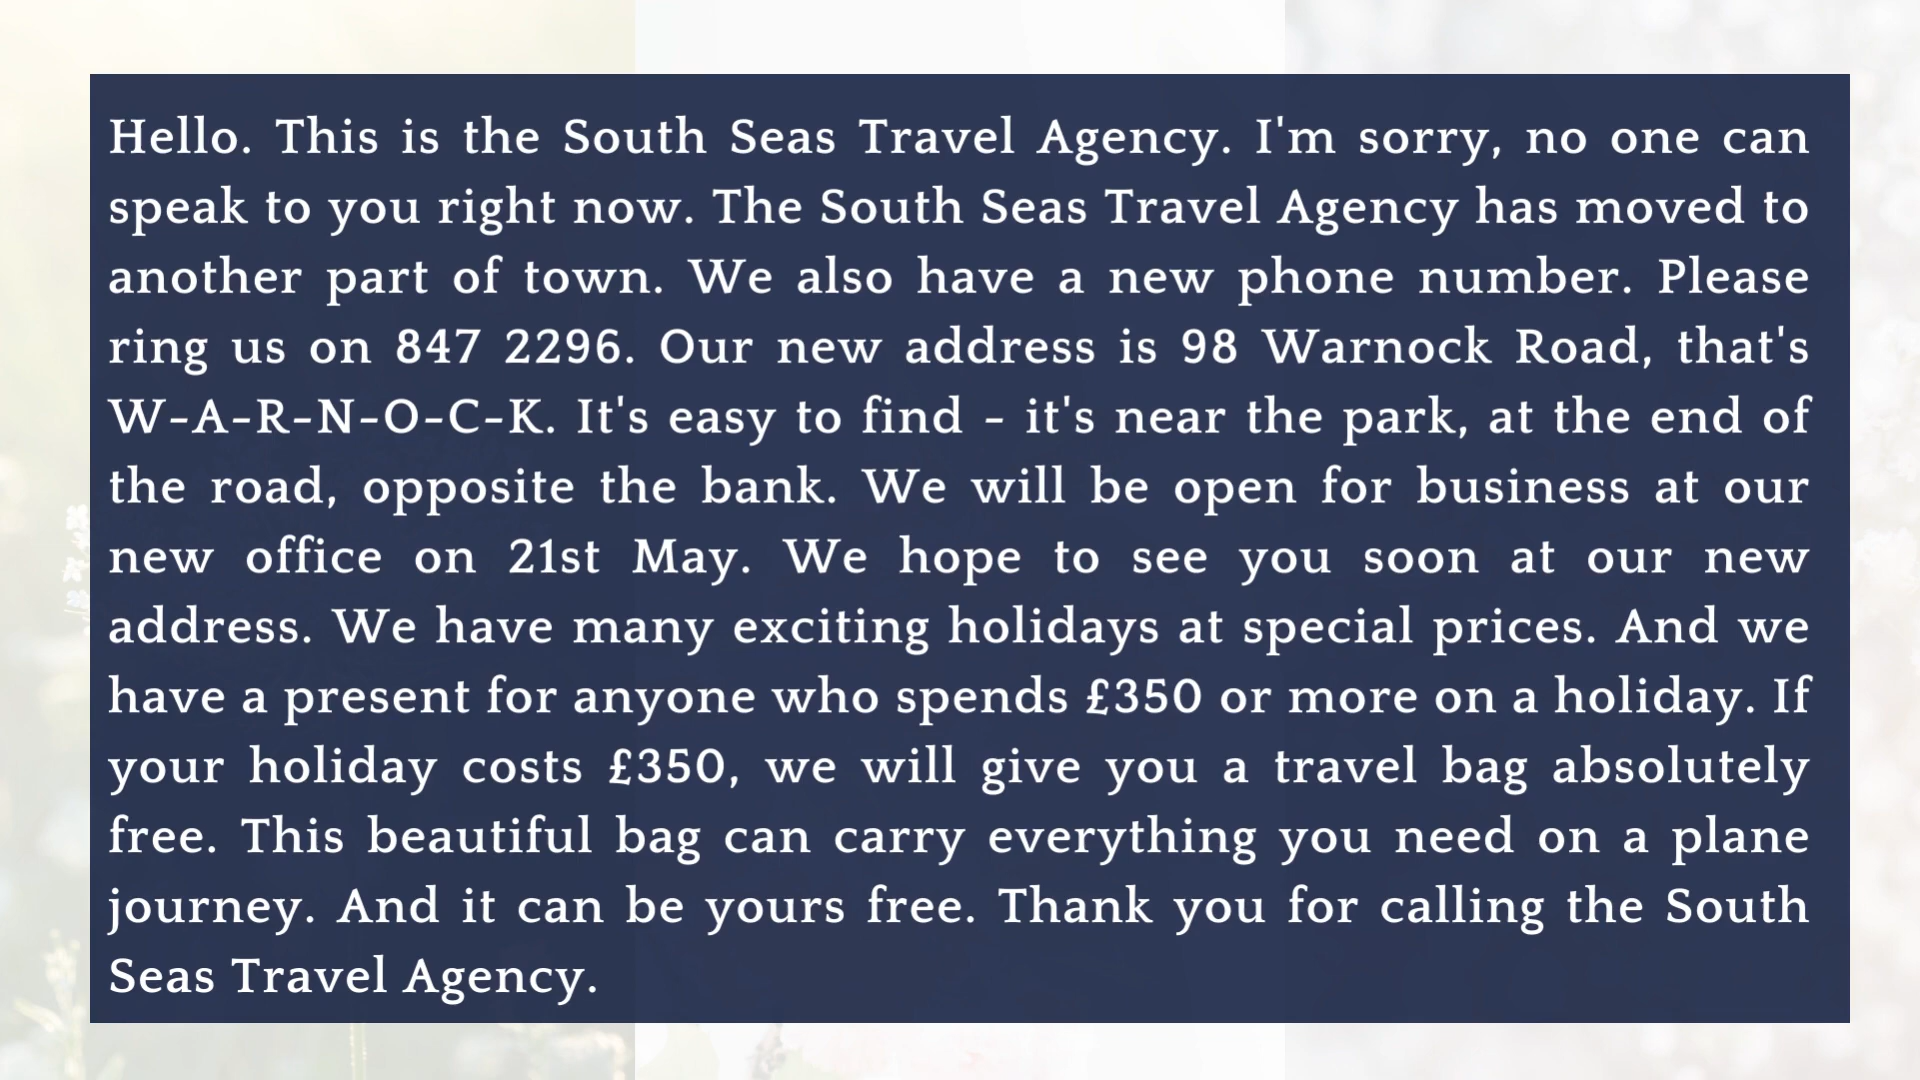 Hello. This is the South Seas Travel Agency. I'm sorry, no one can
speak to you right now. The South Seas Travel Agency has moved to
another part of town. We also have a new phone number. Please
ring us on 847 2296. Our new address is 98 Warnock Road, that's
W-A-R-N-O-C-K. It's easy to find - it's near the park, at the end of
the road, opposite the bank. We will be open for business at our
new office on 21st May. We hope to see you soon at our new
address. We have many exciting holidays at special prices. And we
have a present for anyone who spends £350 or more on a holiday. If
your holiday costs £350, we will give you a travel bag absolutely
free. This beautiful bag can carry everything you need on a plane
journey. And it can be yours free. Thank you for calling the South
Seas Travel Agency.